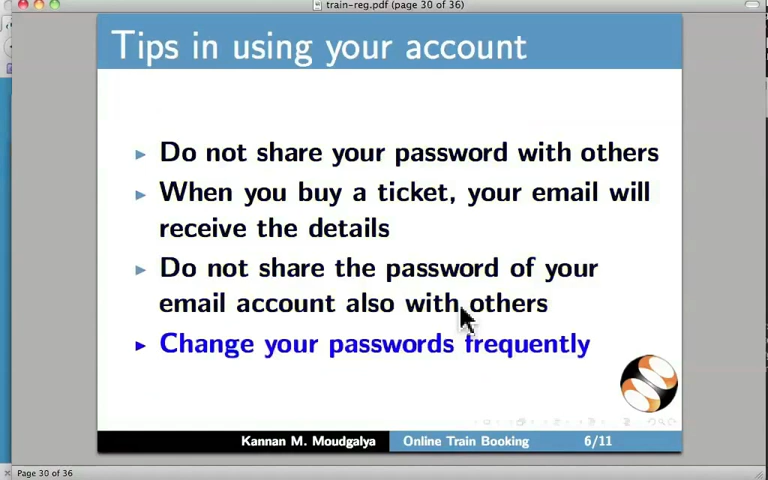 train-reg.pdf (page 30 of 36)
Tips in using your account
Do not share your password with others
When you buy a ticket, your email will
receive the details
Do not share the password of your
email account also with others
Change your passwords frequently
Kannan M. Moudgalya Online Train Booking 6/11
Page 30 of 36